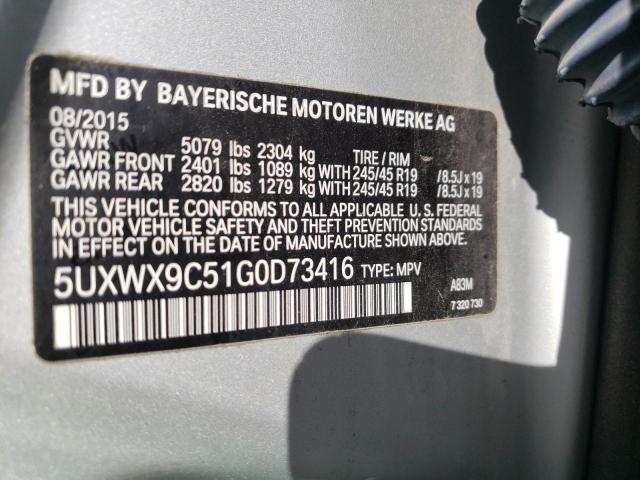 MFD BY BAYERISCHE MOTOREN WERKE AG
08/2015
GVWR 5079 lbs 2304 kg TIRE / RIM
GAWR FRONT 2401 lbs 1089 kg WITH 245/45 R19 /8.5J x 19
GAWR REAR 2820 lbs 1279 kg WITH 245/45 R19 /8.5J x 19
THIS VEHICLE CONFORMS TO ALL APPLICABLE U. S. FEDERAL
MOTOR VEHICLE SAFETY AND THEFT PREVENTION STANDARDS
IN EFFECT ON THE DATE OF MANUFACTURE SHOWN ABOVE.
5UXWX9C51G0D73416 TYPE: MPV
A83M
7 320 730